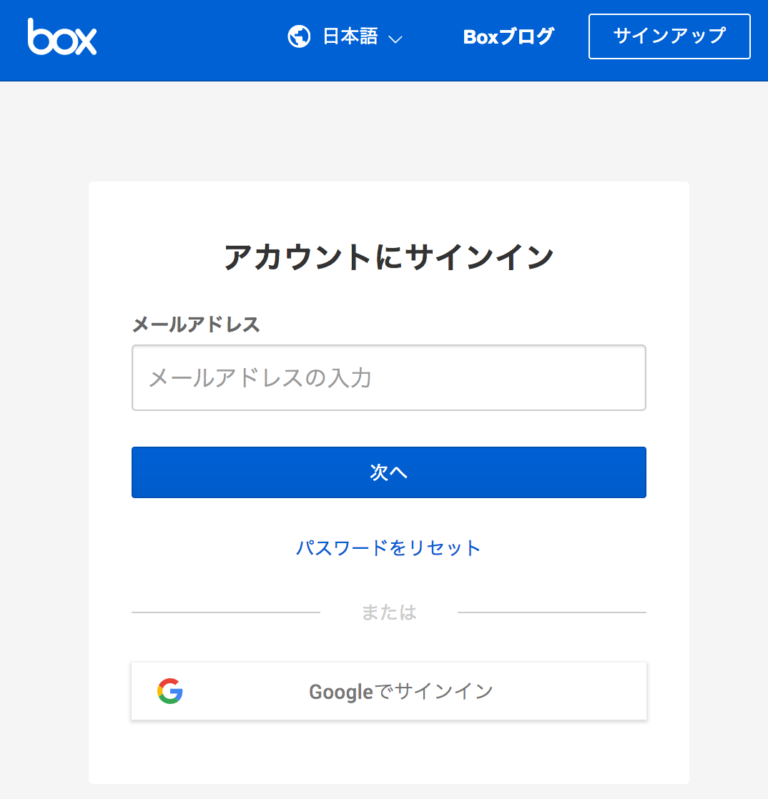 box
日本語
Boxブログ
サインアップ
アカウントにサインイン
メールアドレス
メールアドレスの入力
次へ
パスワードをリセット
または
Googleでサインイン